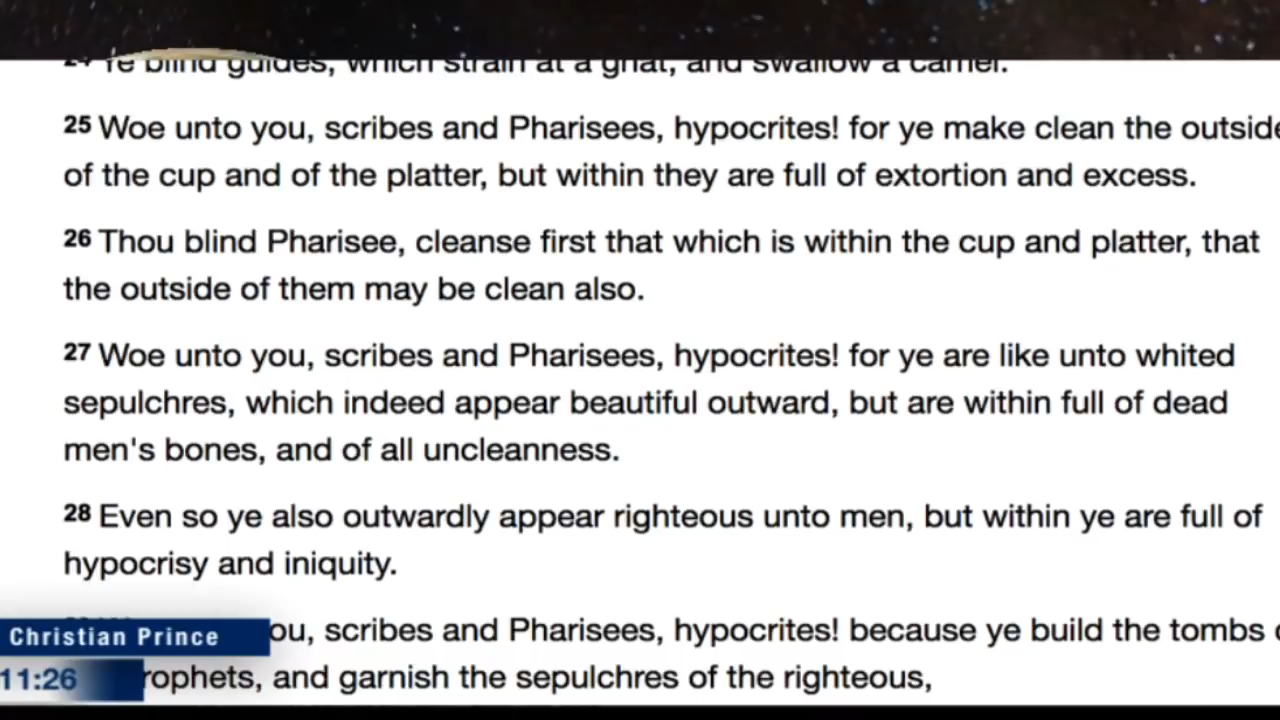 24 Ye blind guides, which strain at a gnat, and swallow a camel.
25 Woe unto you, scribes and Pharisees, hypocrites! for ye make clean the outside
of the cup and of the platter, but within they are full of extortion and excess.
26 Thou blind Pharisee, cleanse first that which is within the cup and platter, that
the outside of them may be clean also.
27 Woe unto you, scribes and Pharisees, hypocrites! for ye are like unto whited
sepulchres, which indeed appear beautiful outward, but are within full of dead
men's bones, and of all uncleanness.
28 Even so ye also outwardly appear righteous unto men, but within ye are full of
hypocrisy and iniquity.
ou, scribes and Pharisees, hypocrites! because ye build the tombs
rophets, and garnish the sepulchres of the righteous,
Christian Prince
11:26